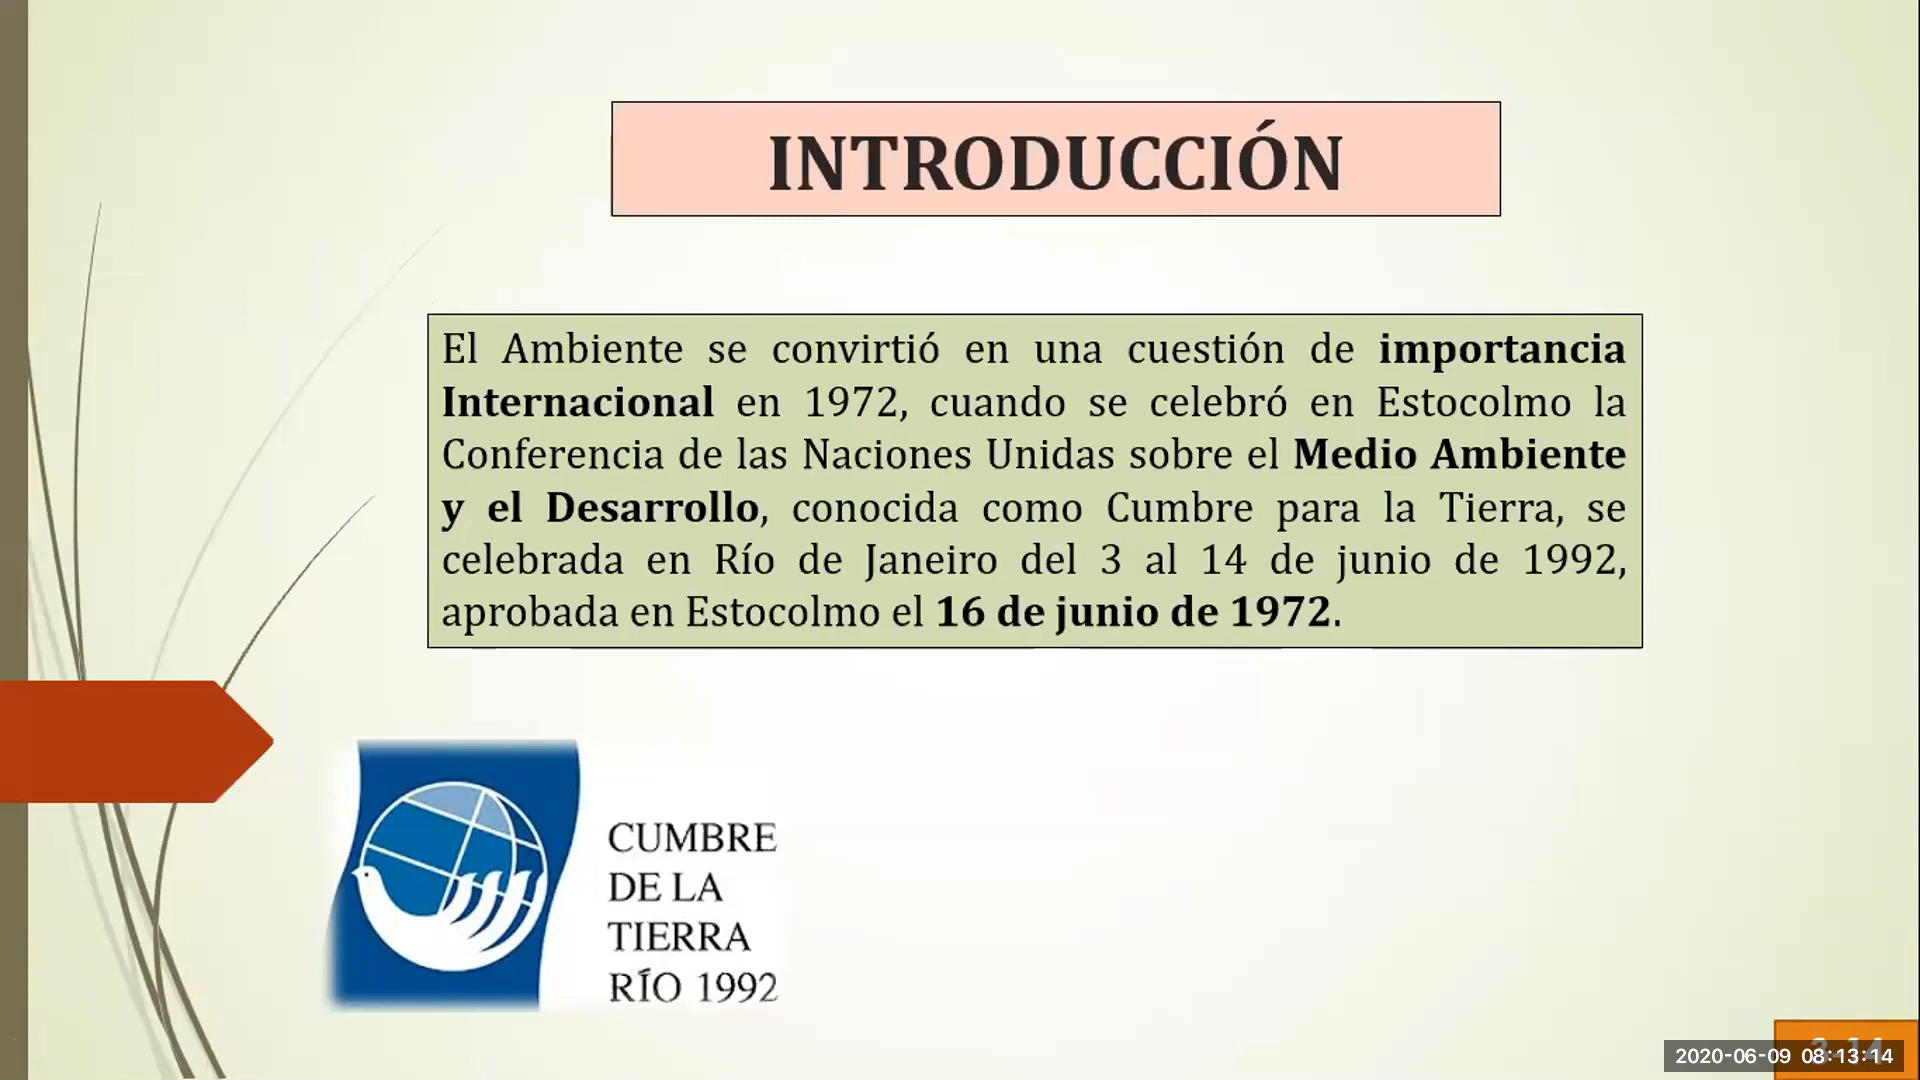 INTRODUCCIÓN
El Ambiente se convirtió en una cuestión de importancia
Internacional en 1972, cuando se celebró en Estocolmo la
Conferencia de las Naciones Unidas sobre el Medio Ambiente
y el Desarrollo, conocida como Cumbre para la Tierra, se
celebrada en Río de Janeiro del 3 al 14 de junio de 1992,
aprobada en Estocolmo el 16 de junio de 1972.
CUMBRE
DE LA
TIERRA
RÍO 1992
2020-06-09 08:13:14